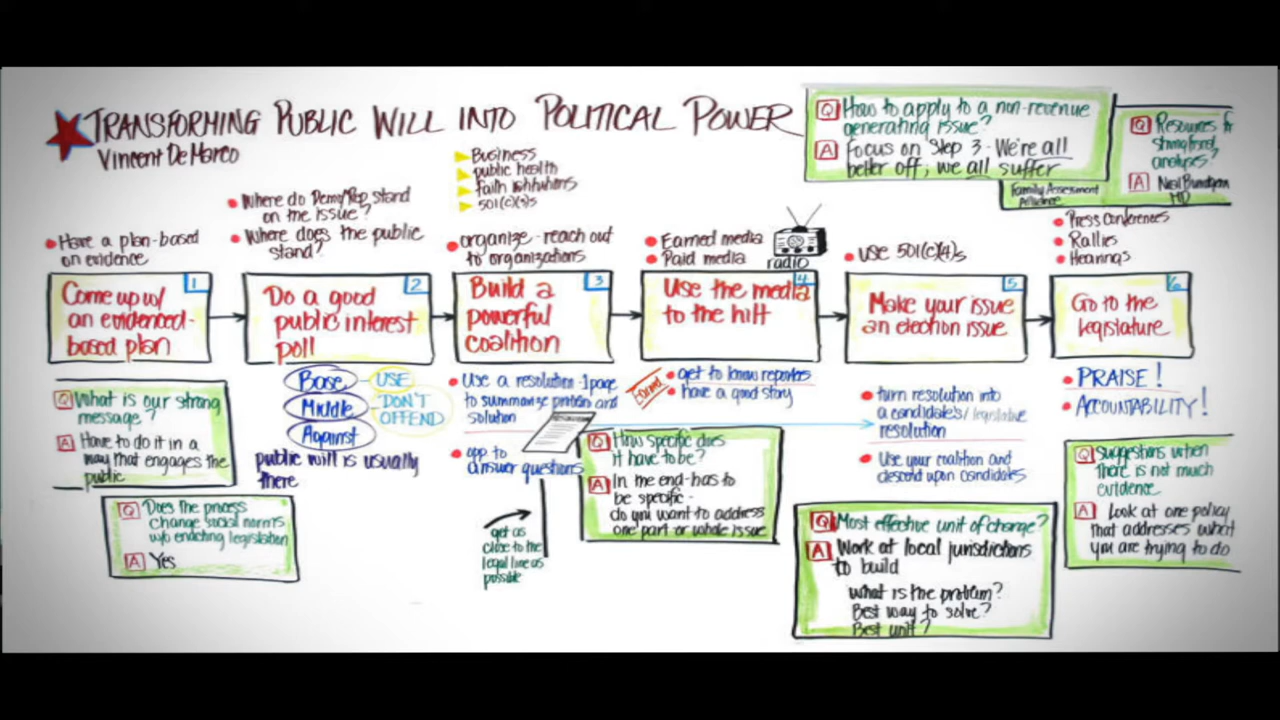 TRANSFORMING PUBLIC WILL INTO POLITICAL POWER
Vincent DeMarco
Q How to apply to a non-revenue
generating issue?
A Focus on Step 3 - We're all
better off; we all suffer
Q Resources
analyses?
A
MD
Family Assessment
• Have a plan-based
on evidence
1
Come up w/
an evidenced-
based plan
Q What is our strong
message?
A Have to do it in a
way that engages the
public
Q Does the process
change social norms
w/o enacting legislation
A Yes
• Where do Dem/Rep stand
on the issue?
• Where does the public
stand?
2
Do a good
public interest
poll
Base - USE
Middle - DON'T
OFFEND
Against
public will is usually
there
Business
public health
Faith institutions
501(c)(3)s
• organize - reach out
to organizations
3
Build a
powerful
coalition
• Use a resolution - 1 page
to summarize problem and
solution
• app to
answer questions
get as
close to the
legal line as
possible
• Earned media
• Paid media
radio
4
Use the media
to the hilt
Earned
• get to know reporters
• have a good story
Q How specific does
it have to be?
A In the end - has to
be specific -
do you want to address
one part or whole issue
• use 501(c)(4)s
5
Make your issue
an election issue
• turn resolution into
a candidate's/legislative
resolution
• Use your coalition and
descend upon candidates
Q Most effective unit of change?
A Work at local jurisdictions
to build
What is the problem?
Best way to solve?
Best unit?
• Press Conferences
• Rallies
• Hearings
6
Go to the
legislature
• PRAISE!
• ACCOUNTABILITY!
Q Suggestions when
there is not much
evidence
A Look at one policy
that addresses what
you are trying to do